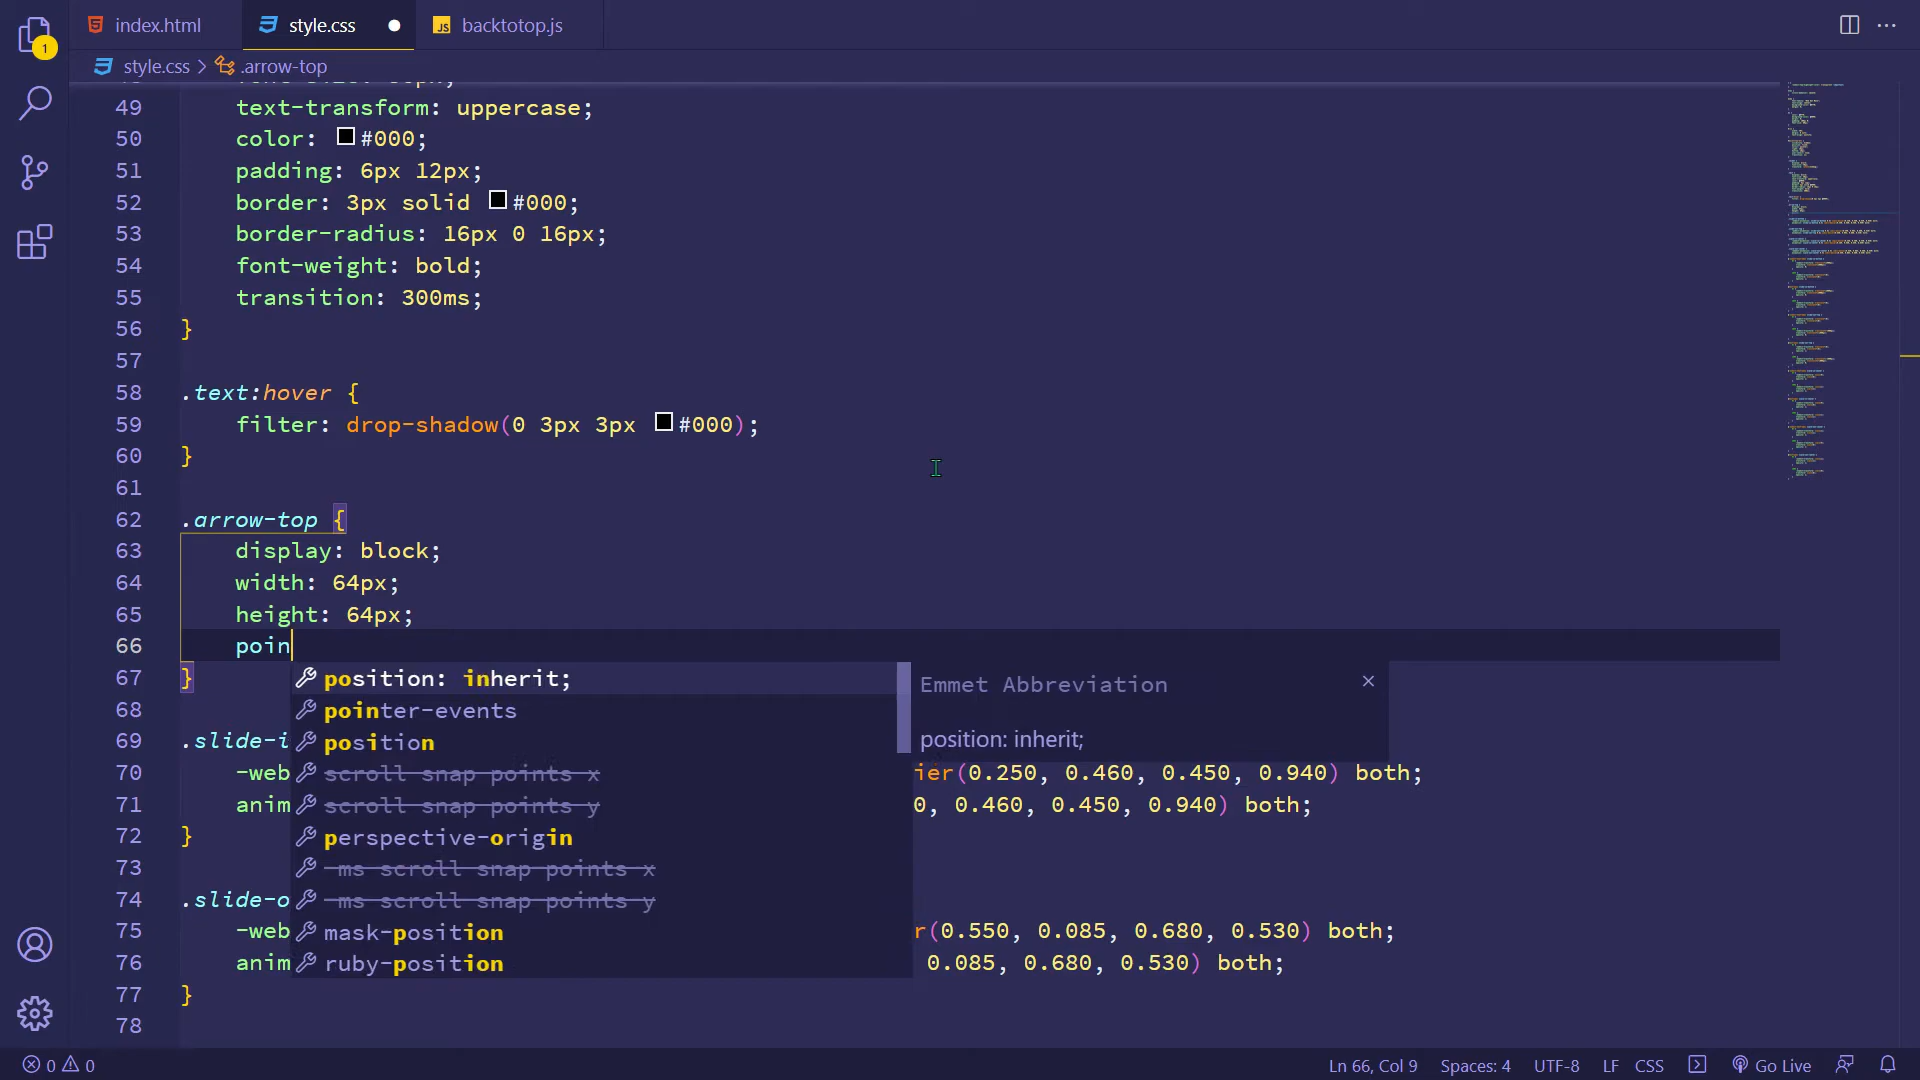 1
index.html
style.css
JS backtotop.js
style.css > .arrow-top
49 text-transform: uppercase;
50 color: #000;
51 padding: 6px 12px;
52 border: 3px solid #000;
53 border-radius: 16px 0 16px;
54 font-weight: bold;
55 transition: 300ms;
56 }
57
58 .text:hover {
59 filter: drop-shadow(0 3px 3px #000);
60 }
61
62 .arrow-top {
63 display: block;
64 width: 64px;
65 height: 64px;
66 poin
67 }
position: inherit;
Emmet Abbreviation
68
pointer-events
69 .slide-i
position
position: inherit;
70 -web
scroll snap points x
ier(0.250, 0.460, 0.450, 0.940) both;
71 anim
scroll snap points y
0, 0.460, 0.450, 0.940) both;
72 }
perspective-origin
73
-ms scroll snap points x
74 .slide-o
-ms scroll snap points y
75 -web
mask-position
r(0.550, 0.085, 0.680, 0.530) both;
76 anim
ruby-position
0.085, 0.680, 0.530) both;
77 }
78
0 0
Ln 66, Col 9 Spaces: 4 UTF-8 LF CSS Go Live